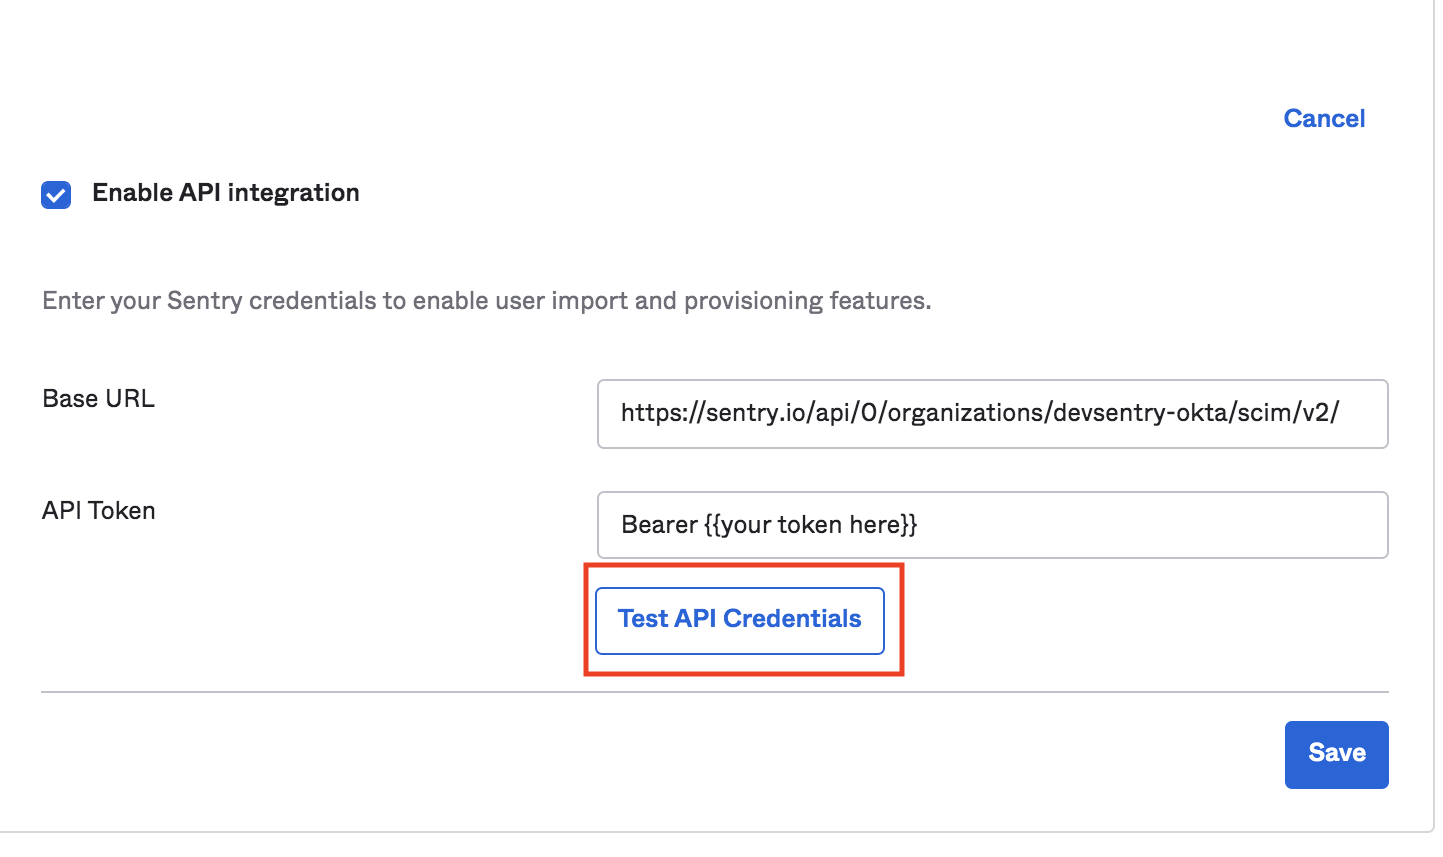 Cancel
Enable API integration
Enter your Sentry credentials to enable user import and provisioning features.
Base URL
https://sentry.io/api/0/organizations/devsentry-okta/scim/v2/
API Token
Bearer {{your token here}}
Test API Credentials
Save